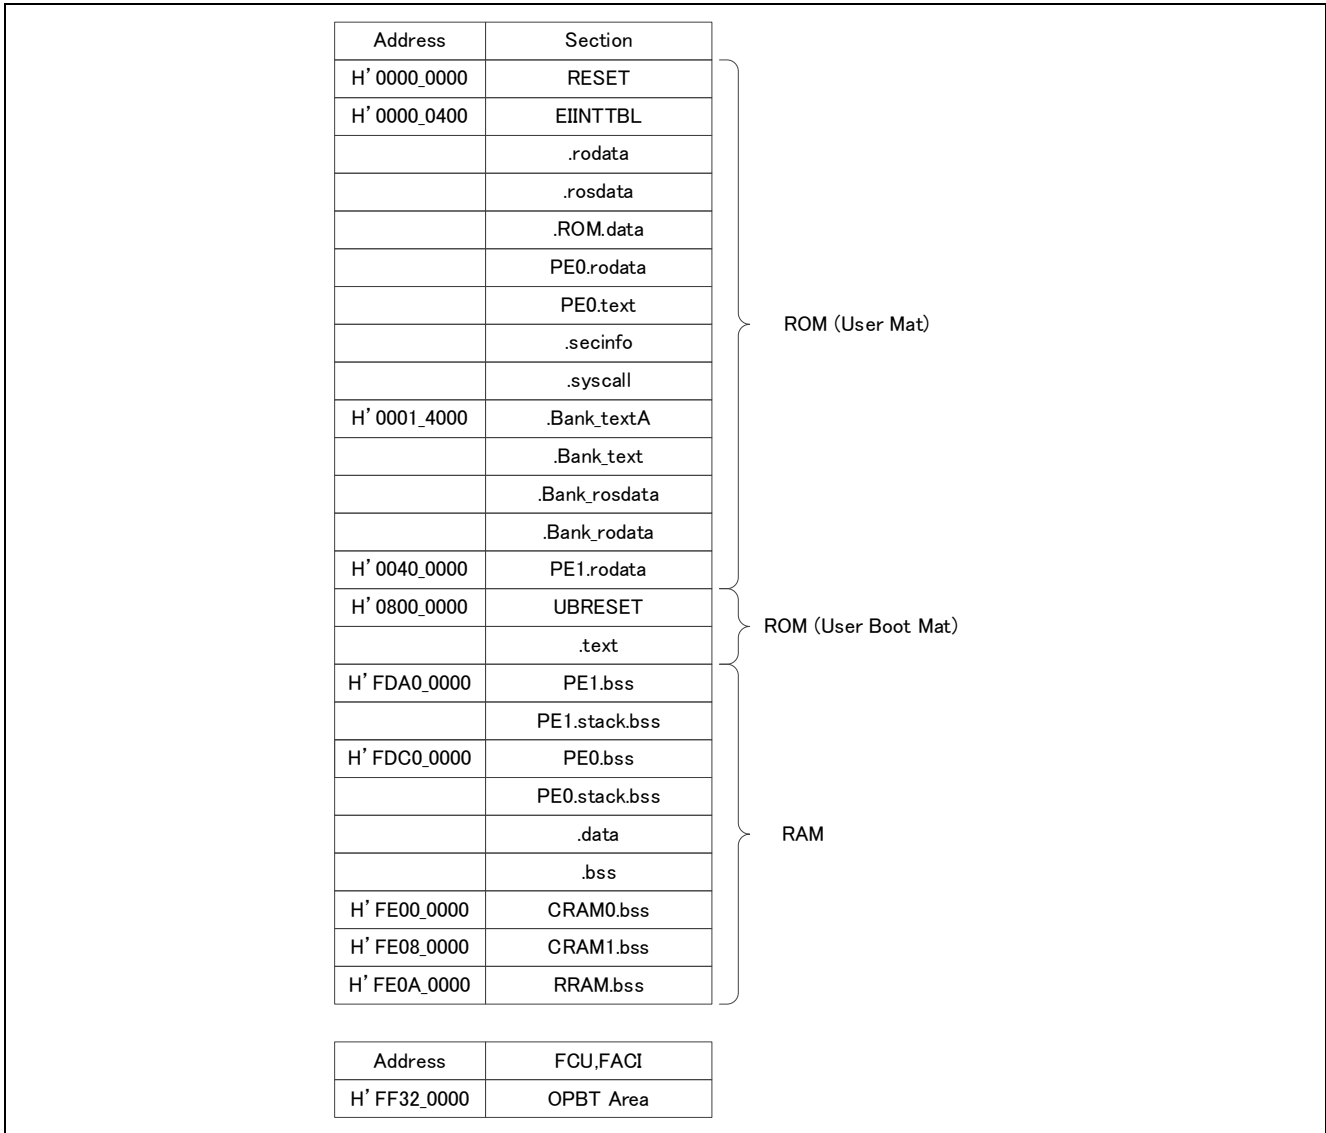 Address Section
H'0000_0000 RESET
H'0000_0400 EIINTTBL
.rodata
.rosdata
.ROM.data
PE0.rodata
PE0.text
ROM (User Mat)
.secinfo
.syscall
H'0001_4000 .Bank_textA
.Bank_text
.Bank_rosdata
.Bank_rodata
H'0040_0000 PE1.rodata
H'0800_0000 UBRESET
ROM (User Boot Mat)
.text
H'FDA0_0000 PE1.bss
PE1.stack.bss
H'FDC0_0000 PE0.bss
PE0.stack.bss
.data RAM
.bss
H'FE00_0000 CRAM0.bss
H'FE08_0000 CRAM1.bss
H'FE0A_0000 RRAM.bss
Address FCU,FACI
H'FF32_0000 OPBT Area